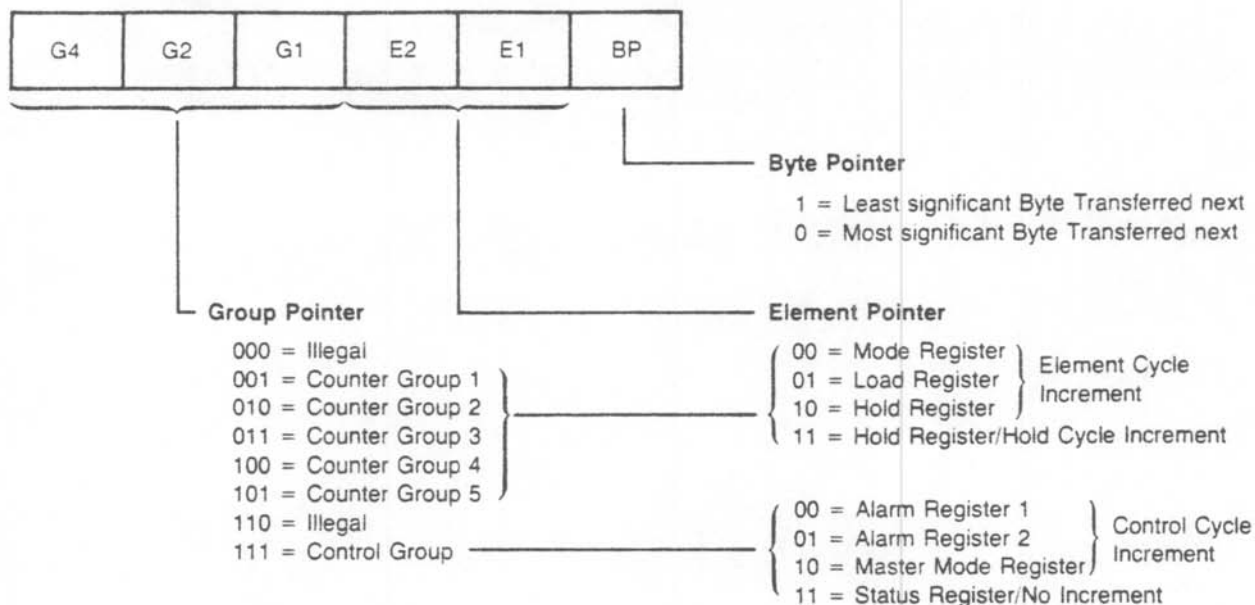 G4 G2 G1 E2 E1 BP
Byte Pointer
1 = Least significant Byte Transferred next
0 = Most significant Byte Transferred next
Group Pointer
000 = Illegal
001 = Counter Group 1
010 = Counter Group 2
011 = Counter Group 3
100 = Counter Group 4
101 = Counter Group 5
110 = Illegal
111 = Control Group
Element Pointer
00 = Mode Register
01 = Load Register
10 = Hold Register
Element Cycle
Increment
11 = Hold Register/Hold Cycle Increment
00 = Alarm Register 1
01 = Alarm Register 2
10 = Master Mode Register
Control Cycle
Increment
11 = Status Register/No Increment